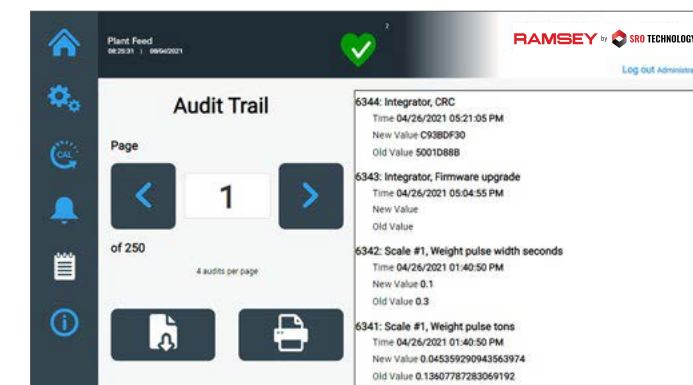 Plant Feed
08:25:31 | 06/04/2021
2
RAMSEY by SRO TECHNOLOGY
Log out Administra
Audit Trail
Page
1
of 250
4 audits per page
CAL
6344: Integrator, CRC
Time 04/26/2021 05:21:05 PM
New Value C93BDF30
Old Value 5001D88B
6343: Integrator, Firmware upgrade
Time 04/26/2021 05:04:55 PM
New Value
Old Value
6342: Scale #1, Weight pulse width seconds
Time 04/26/2021 01:40:50 PM
New Value 0.1
Old Value 0.3
6341: Scale #1, Weight pulse tons
Time 04/26/2021 01:40:50 PM
New Value 0.045359290943563974
Old Value 0.13607787283069192